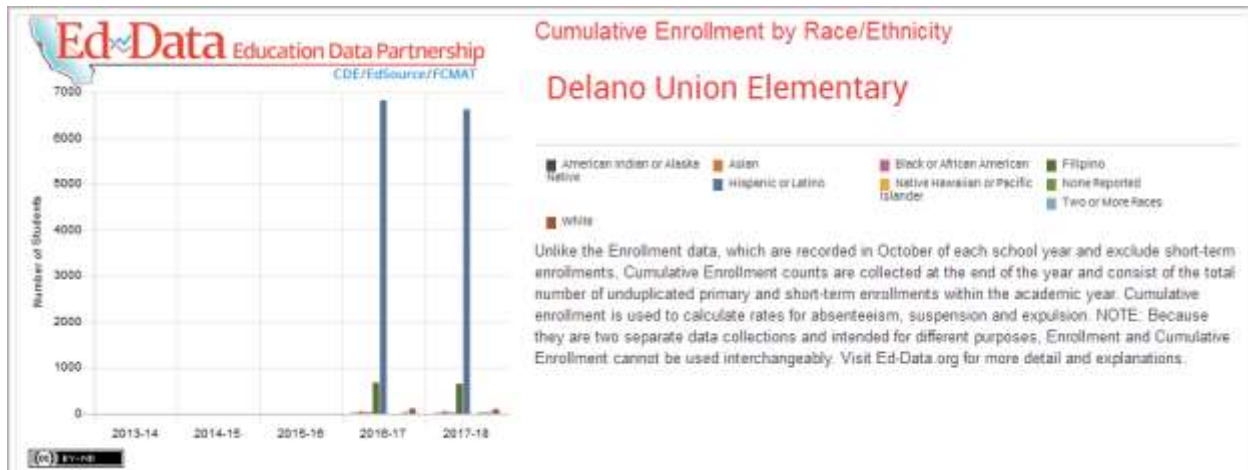 Ed Data Education Data Partnership
CDE/EdSource/FCMAT
Cumulative Enrollment by Race/Ethnicity
Delano Union Elementary
7000
6000
5000
4000
3000
2000
1000
0
Number of Students
2013-14
2014-15
2015-16
2016-17
2017-18
American Indian or Alaska
Native
Asian
Hispanic or Latino
Black or African American
Native Hawaiian or Pacific
Islander
Filipino
None Reported
Two or More Races
White
Unlike the Enrollment data, which are recorded in October of each school year and exclude short-term
enrollments, Cumulative Enrollment counts are collected at the end of the year and consist of the total
number of unduplicated primary and short-term enrollments within the academic year. Cumulative
enrollment is used to calculate rates for absenteeism, suspension and expulsion. NOTE: Because
they are two separate data collections and intended for different purposes, Enrollment and Cumulative
Enrollment cannot be used interchangeably. Visit Ed-Data.org for more detail and explanations.
(cc) BY-ND